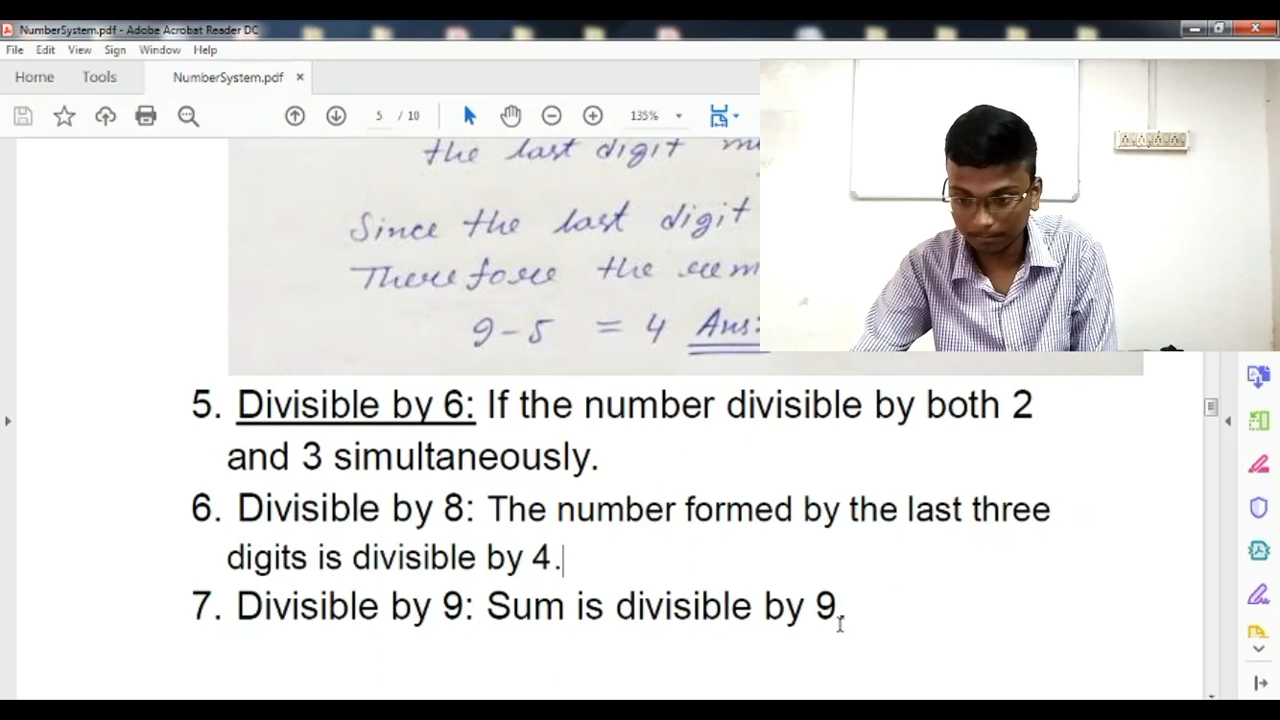 NumberSystem.pdf - Adobe Acrobat Reader DC
File Edit View Sign Window Help
Home Tools NumberSystem.pdf ×
5 / 10 135%
the last digit
Since the last digit
Therefore the
9 - 5 = 4 Ans:
5. Divisible by 6: If the number divisible by both 2
and 3 simultaneously.
6. Divisible by 8: The number formed by the last three
digits is divisible by 4.
7. Divisible by 9: Sum is divisible by 9.